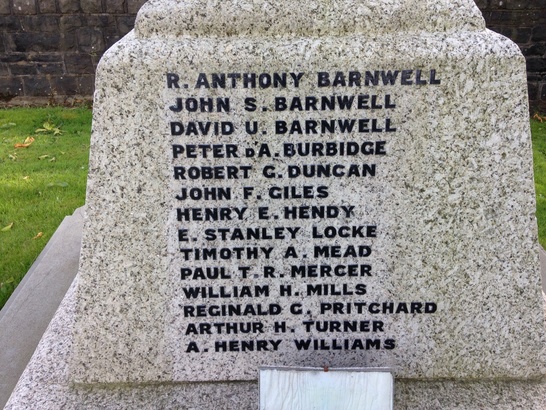 R. ANTHONY BARNWELL
JOHN S. BARNWELL
DAVID U. BARNWELL
PETER DA. BURBIDGE
ROBERT G. DUNCAN
JOHN F. GILES
HENRY E. HENDY
E. STANLEY LOCKE
TIMOTHY A. MEAD
PAUL T. R. MERCER
WILLIAM H. MILLS
REGINALD G. PRITCHARD
ARTHUR H. TURNER
A. HENRY WILLIAMS